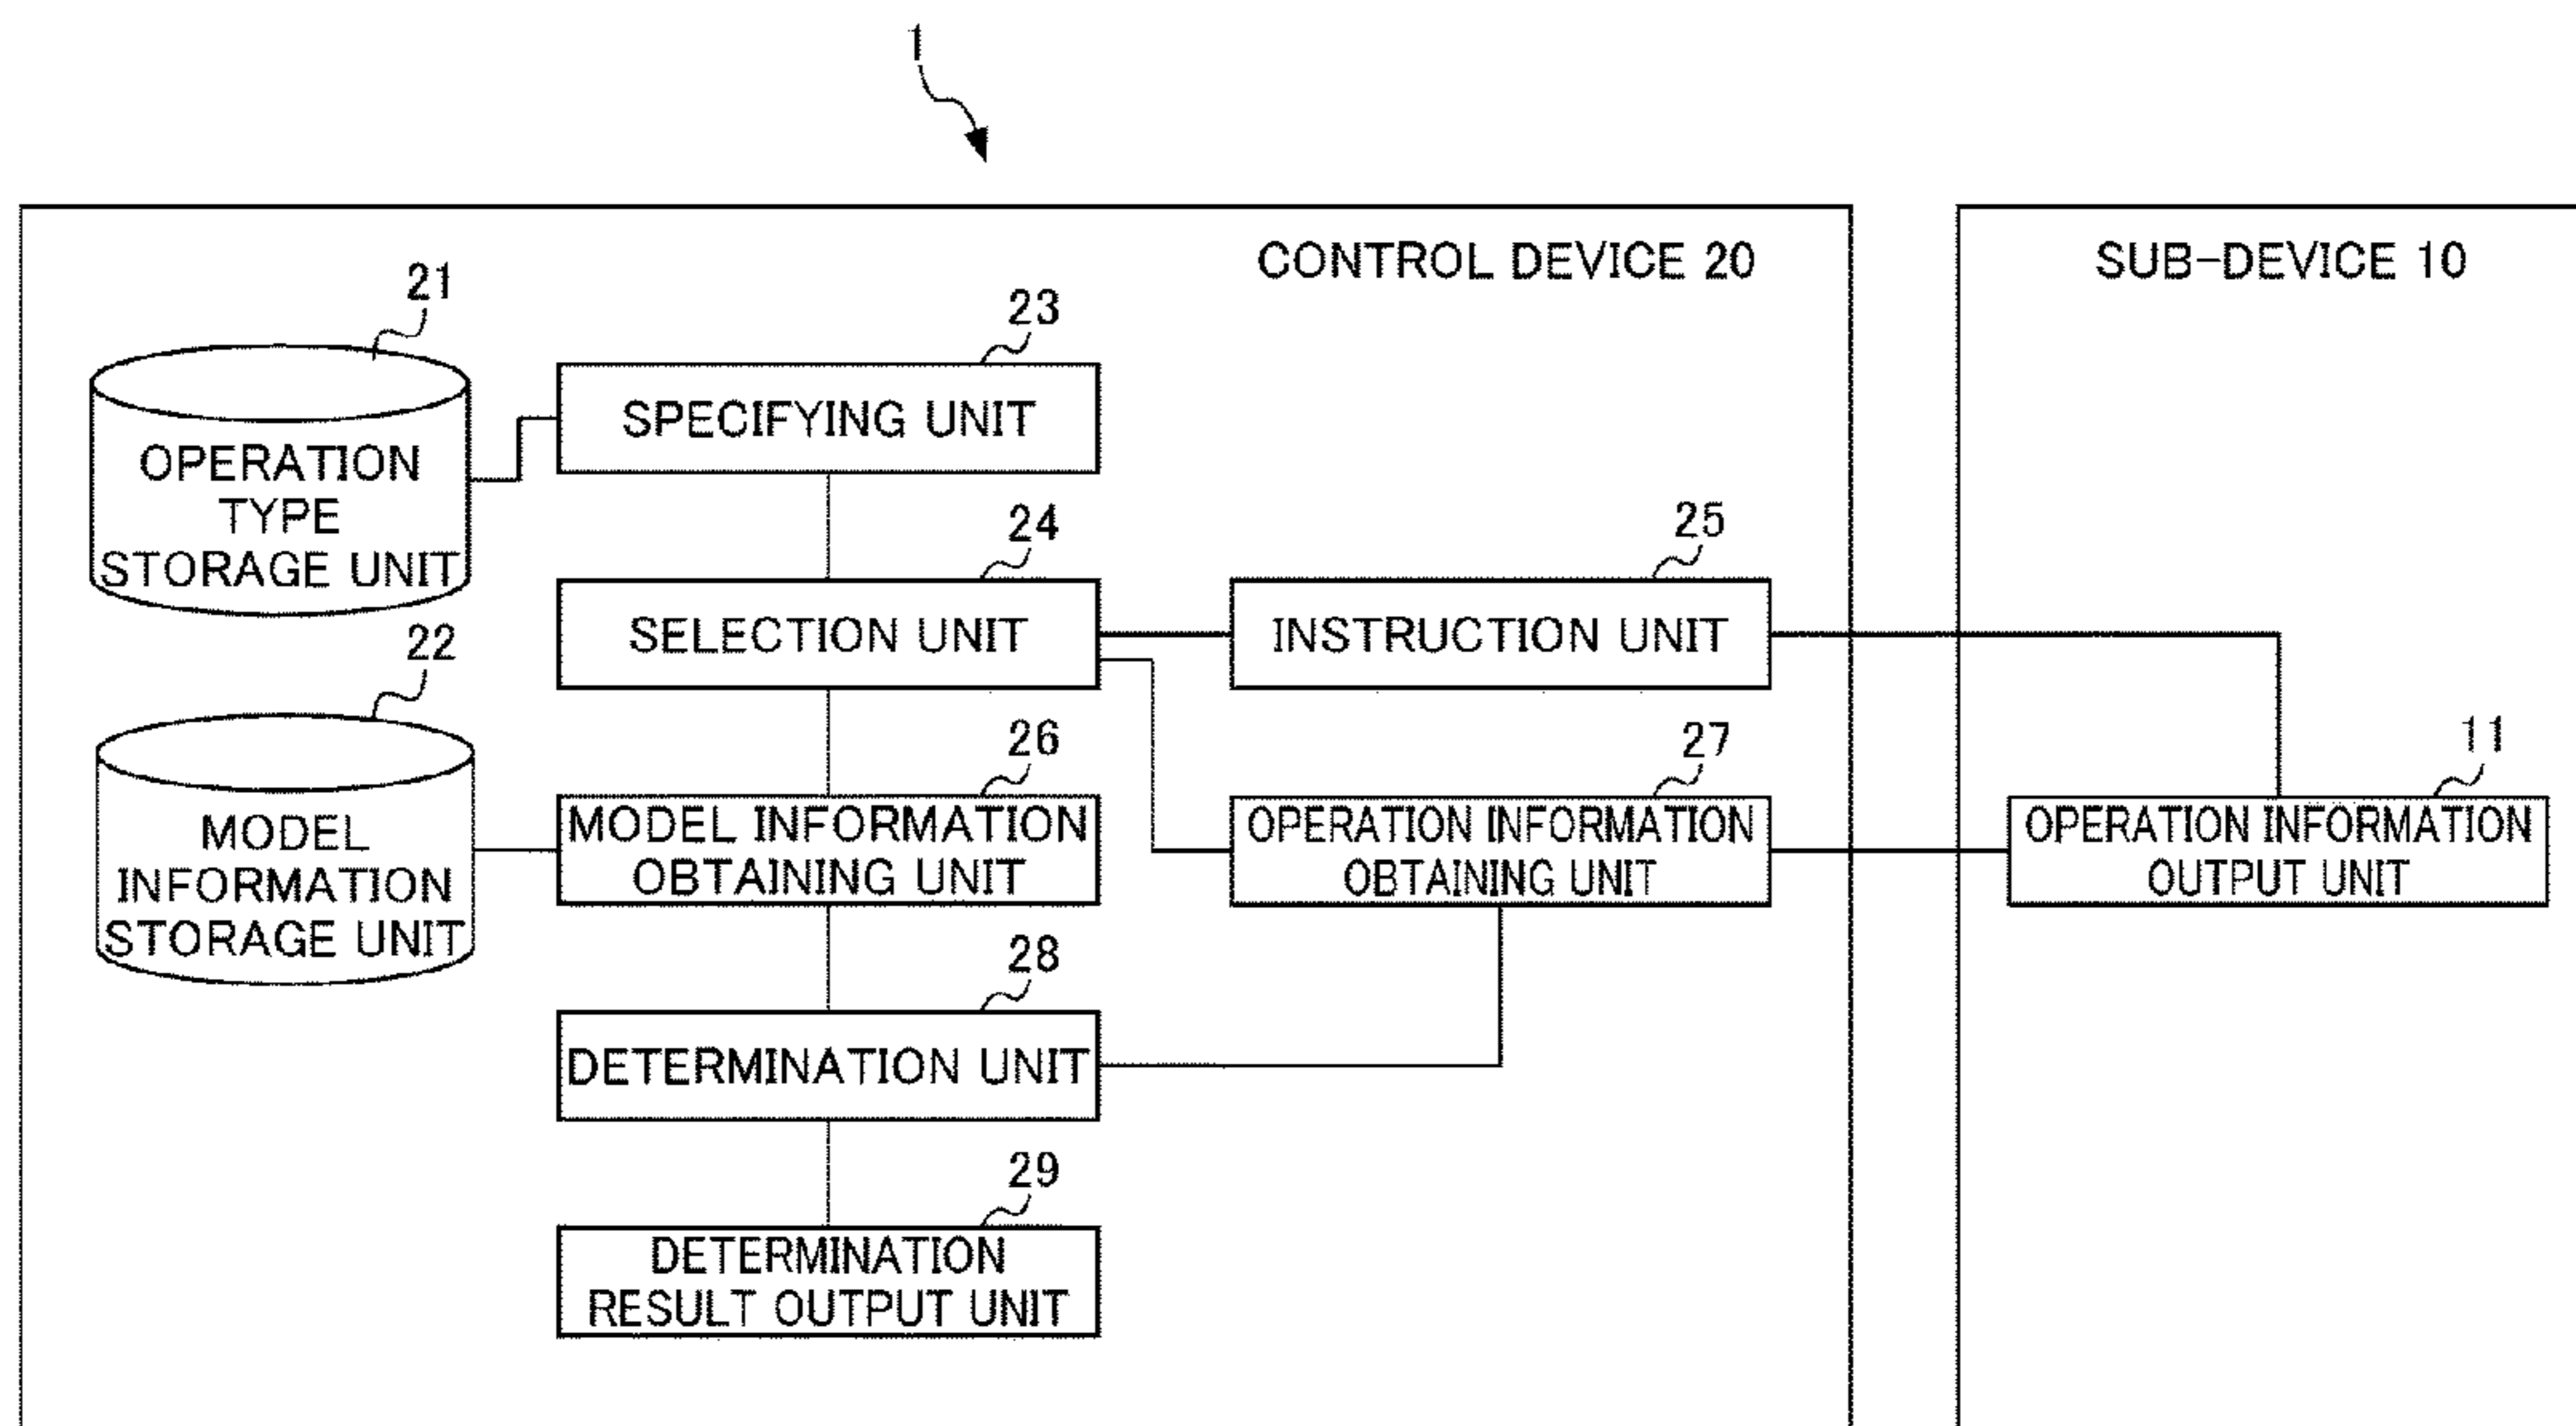 1
CONTROL DEVICE 20
SUB-DEVICE 10
21
OPERATION
TYPE
STORAGE UNIT
23
SPECIFYING UNIT
24
SELECTION UNIT
25
INSTRUCTION UNIT
22
MODEL
INFORMATION
STORAGE UNIT
26
MODEL INFORMATION
OBTAINING UNIT
27
OPERATION INFORMATION
OBTAINING UNIT
11
OPERATION INFORMATION
OUTPUT UNIT
28
DETERMINATION UNIT
29
DETERMINATION
RESULT OUTPUT UNIT